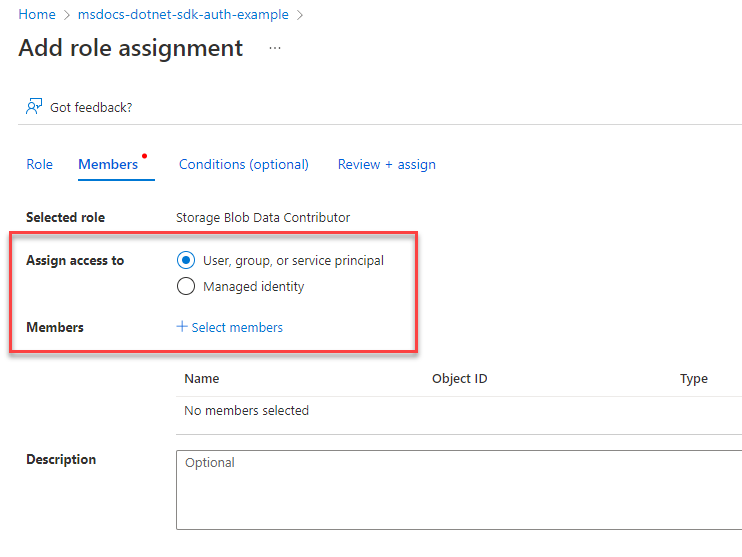 Home > msdocs-dotnet-sdk-auth-example >
Add role assignment ...
Got feedback?
Role Members Conditions (optional) Review + assign
Selected role Storage Blob Data Contributor
Assign access to User, group, or service principal
Managed identity
Members + Select members
Name Object ID Type
No members selected
Description Optional